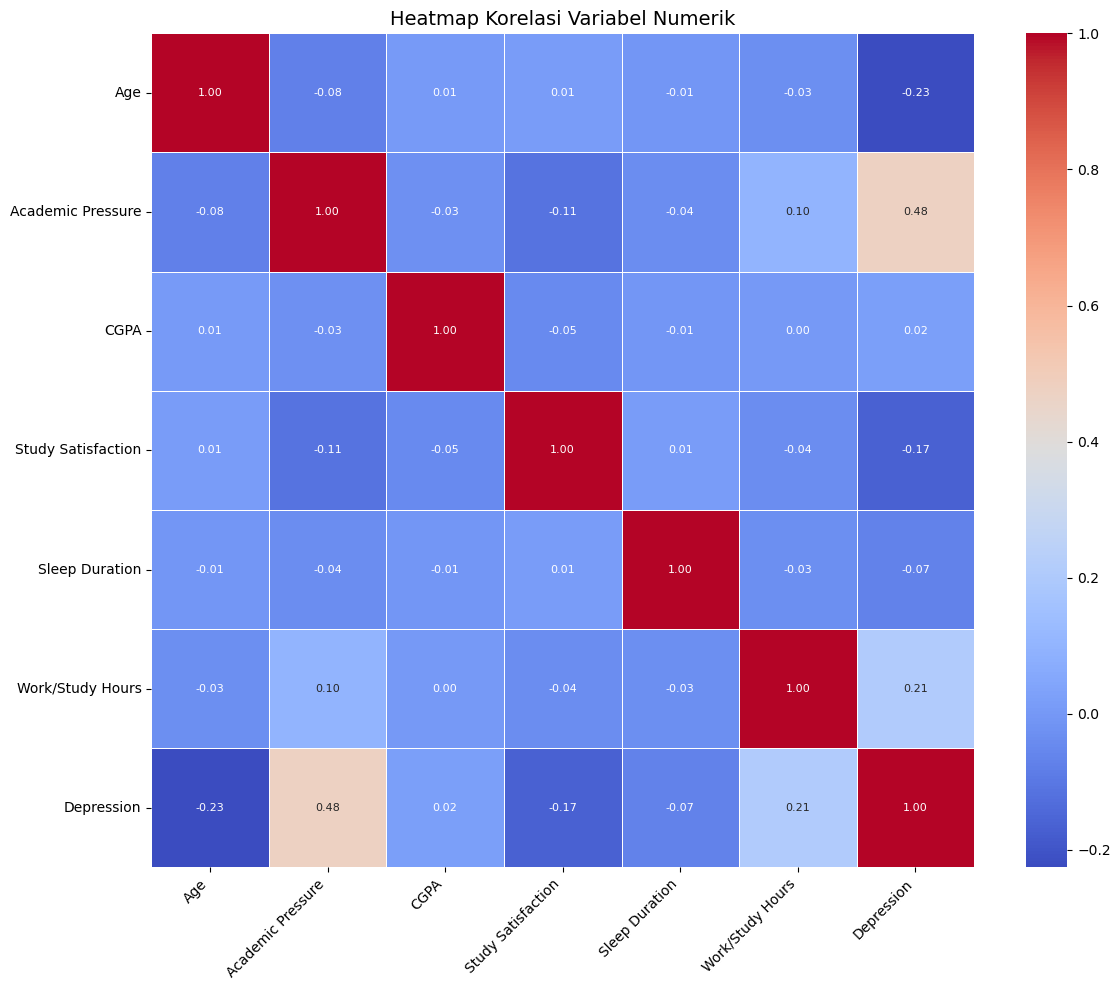 Heatmap Korelasi Variabel Numerik
Age 1.00 -0.08 0.01 0.01 -0.01 -0.03 -0.23
Academic Pressure -0.08 1.00 -0.03 -0.11 -0.04 0.10 0.48
CGPA 0.01 -0.03 1.00 -0.05 -0.01 0.00 0.02
Study Satisfaction 0.01 -0.11 -0.05 1.00 0.01 -0.04 -0.17
Sleep Duration -0.01 -0.04 -0.01 0.01 1.00 -0.03 -0.07
Work/Study Hours -0.03 0.10 0.00 -0.04 -0.03 1.00 0.21
Depression -0.23 0.48 0.02 -0.17 -0.07 0.21 1.00
Age
Academic Pressure
CGPA
Study Satisfaction
Sleep Duration
Work/Study Hours
Depression
1.0
0.8
0.6
0.4
0.2
0.0
−0.2